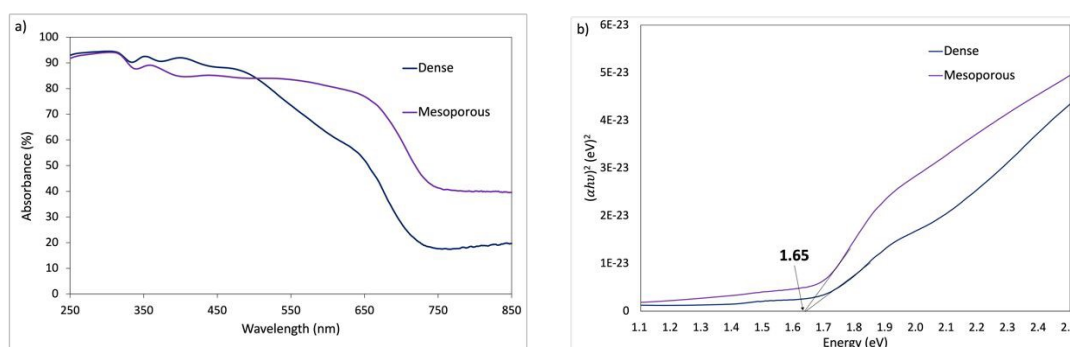 a)
100
90
80
70
60
50
40
30
20
10
0
Absorbance (%)
250 350 450 550 650 750 850
Wavelength (nm)
Dense
Mesoporous
b)
6E-23
5E-23
4E-23
3E-23
2E-23
1E-23
0
(αhυ)² (eV)²
Dense
Mesoporous
1.65
1.1 1.2 1.3 1.4 1.5 1.6 1.7 1.8 1.9 2.0 2.1 2.2 2.3 2.4
Energy (eV)